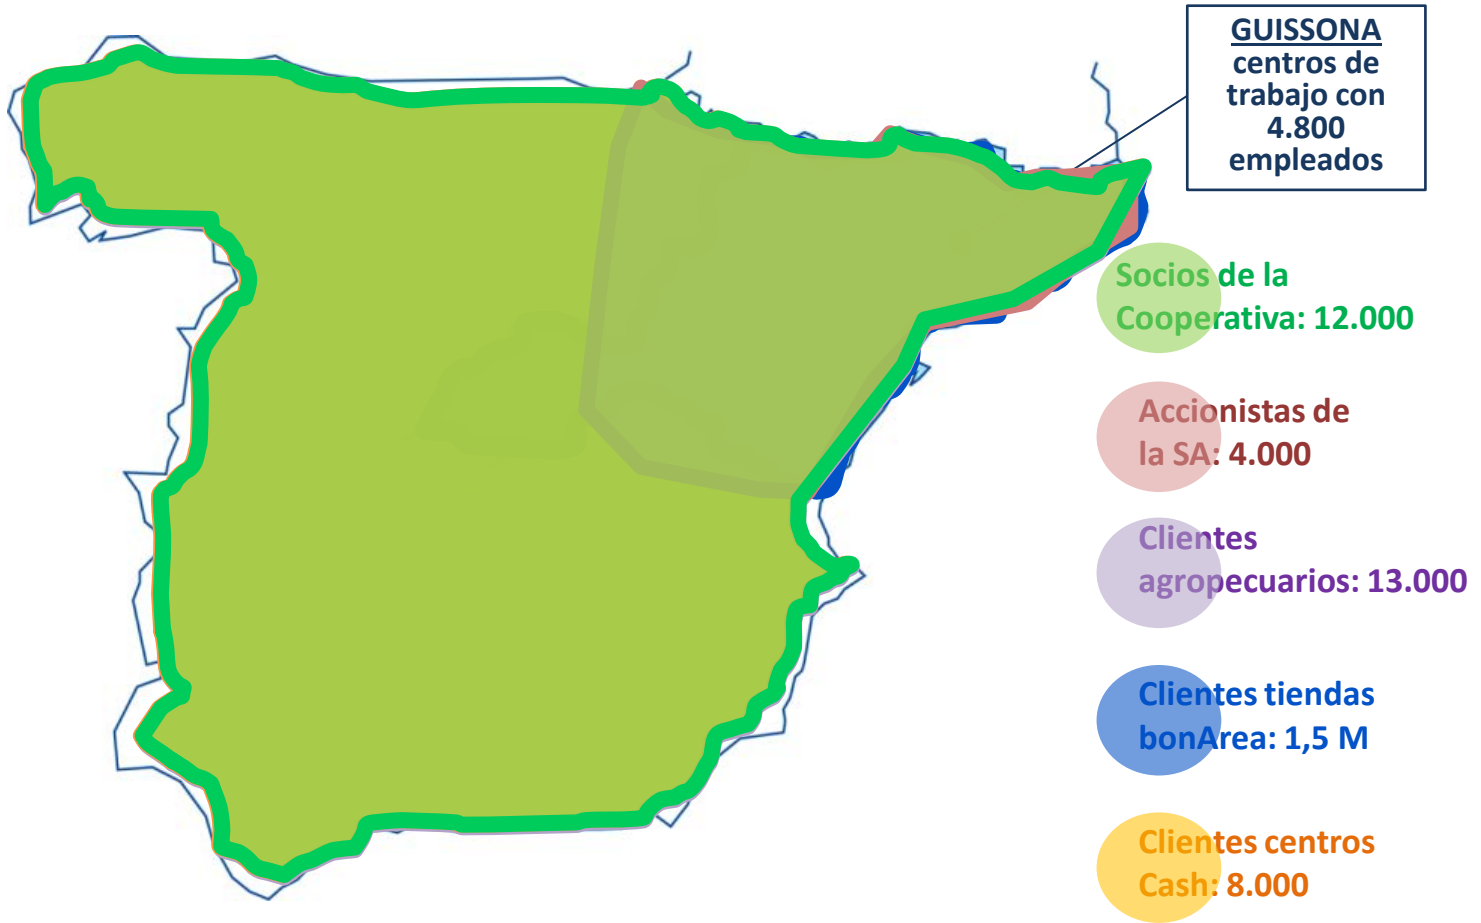 GUISSONA
centros de
trabajo con
4.800
empleados
Socios de la
Cooperativa: 12.000
Accionistas de
la SA: 4.000
Clientes
agropecuarios: 13.000
Clientes tiendas
bonArea: 1,5 M
Clientes centros
Cash: 8.000